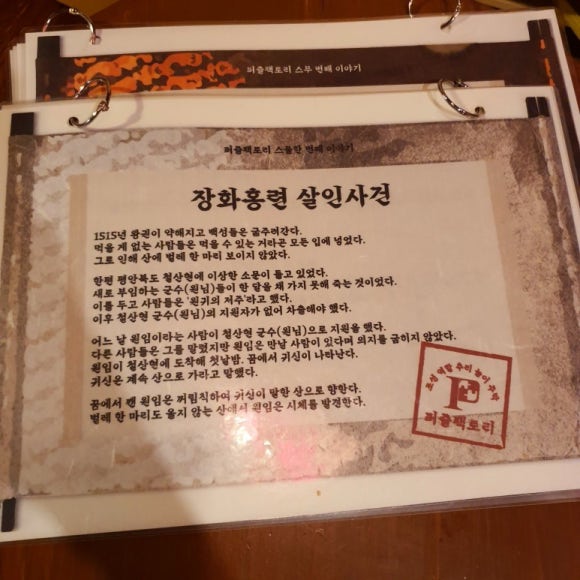 퍼즐팩토리 스무 번째 이야기
퍼즐팩토리 스물한 번째 이야기
장화홍련 살인사건
1515년 왕권이 약해지고 백성들은 굶주려간다.
먹을 게 없는 사람들은 먹을 수 있는 거라곤 모든 입에 넣었다.
그로 인해 산에 벌레 한 마리 보이지 않았다.
한편 평안북도 철산현에 이상한 소문이 돌고 있었다.
새로 부임하는 군수(원님)들이 한 달을 채 가지 못해 죽는 것이었다.
이를 두고 사람들은 '원귀의 저주'라고 했다.
이후 철산현 군수(원님)의 지원자가 없어 차출해야 했다.
어느 날 원임이라는 사람이 철산현 군수(원님)으로 지원을 했다.
다른 사람들은 그를 말렸지만 원임은 만날 사람이 있다며 의지를 굽히지 않았다.
원임이 철산현에 도착해 첫날밤. 꿈에서 귀신이 나타난다.
귀신은 계속 산으로 가라고 말했다.
꿈에서 깬 원임은 꺼림칙하여 귀신이 말한 산으로 향한다.
벌레 한 마리도 울지 않는 산에서 원임은 시체를 발견한다.
조선 역탐 추리 놀이 주막
퍼즐팩토리